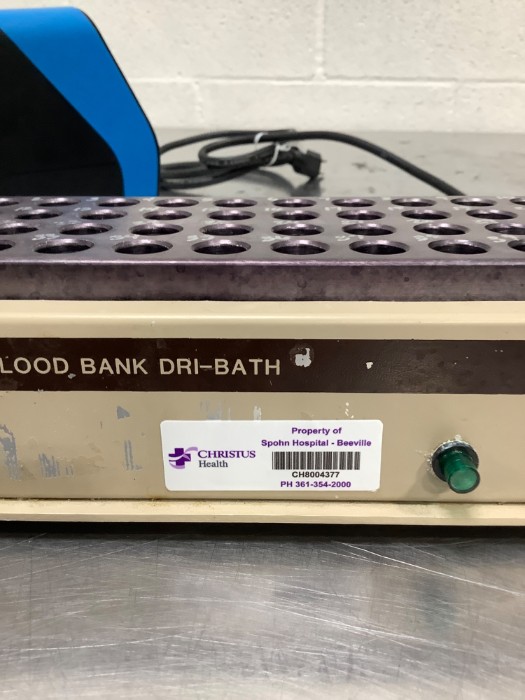 LOOD BANK DRI-BATH
Property of
Spohn Hospital - Beeville
CHRISTUS
Health
CH8004377
PH 361-354-2000